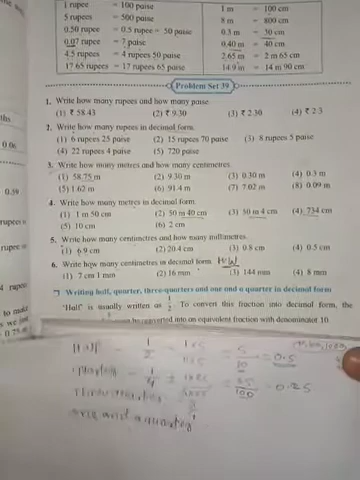 1 rupee = 100 paise
5 rupees = 500 paise
0.50 rupee = 0.5 rupee = 50 paise
0.07 rupee = 7 paise
4.5 rupees = 4 rupees 50 paise
17.65 rupees = 17 rupees 65 paise
1 m = 100 cm
8 m = 800 cm
0.3 m = 30 cm
0.40 m = 40 cm
2.65 m = 2 m 65 cm
14.9 m = 14 m 90 cm
Problem Set 39
1. Write how many rupees and how many paise.
(1) ₹ 58.43 (2) ₹ 9.30 (3) ₹ 2.30 (4) ₹ 2.3
2. Write how many rupees in decimal form.
(1) 6 rupees 25 paise (2) 15 rupees 70 paise (3) 8 rupees 5 paise
(4) 22 rupees 4 paise (5) 720 paise
3. Write how many metres and how many centimetres.
(1) 58.75 m (2) 9.30 m (3) 0.30 m (4) 0.3 m
(5) 1.62 m (6) 91.4 m (7) 7.02 m (8) 0.09 m
4. Write how many metres in decimal form.
(1) 1 m 50 cm (2) 50 m 40 cm (3) 50 m 4 cm (4) 734 cm
(5) 10 cm (6) 2 cm
5. Write how many centimetres and how many millimetres.
(1) 6.9 cm (2) 20.4 cm (3) 0.8 cm (4) 0.5 cm
6. Write how many centimetres in decimal form. H.W
(1) 7 cm 1 mm (2) 16 mm (3) 144 mm (4) 8 mm
Writing half, quarter, three-quarters and one and a quarter in decimal form
'Half' is usually written as 1/2. To convert this fraction into decimal form, the
be converted into an equivalent fraction with denominator 10.
Half - 1/2 = 5/10 = 0.5
1/4 = 25/100 = 0.25
one and a quarter